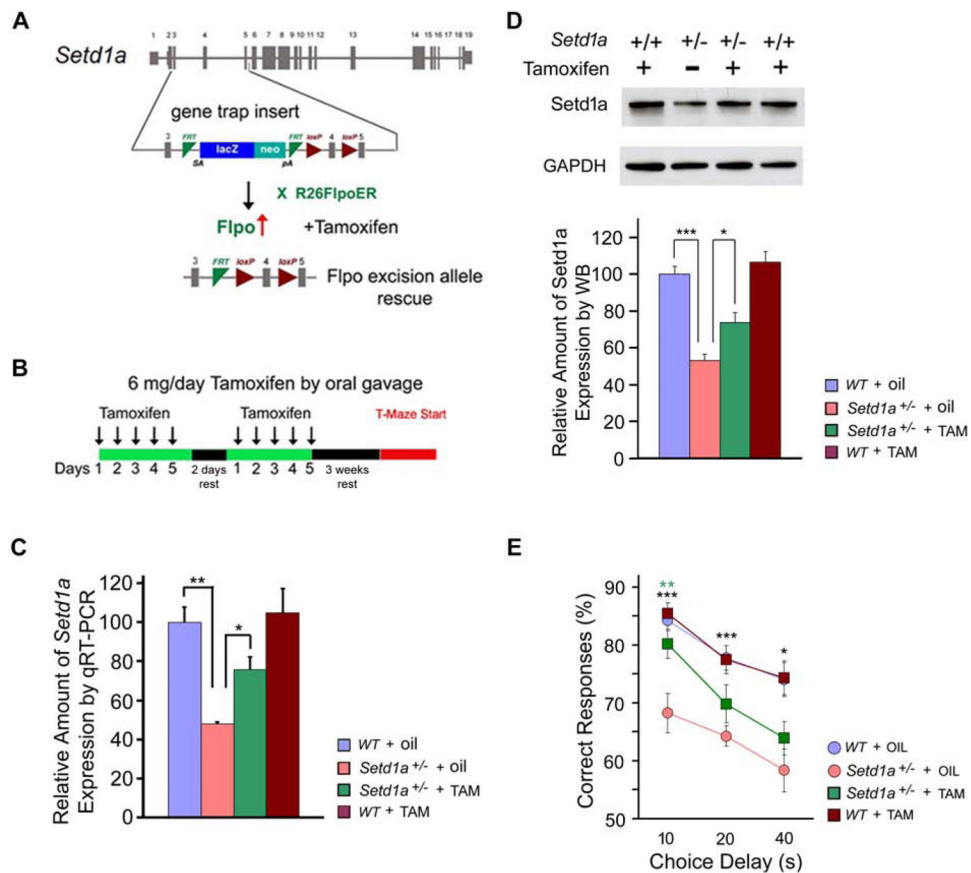 A
Setd1a
1 2 3 4 5 6 7 8 9 10 11 12 13 14 15 16 17 18 19
gene trap insert
3 FRT lacZ neo FRT loxP 4 loxP 5
SA pA
X R26FlpoER
Flpo +Tamoxifen
3 FRT loxP 4 loxP 5
Flpo excision allele
rescue
B
6 mg/day Tamoxifen by oral gavage
Tamoxifen Tamoxifen T-Maze Start
Days 1 2 3 4 5 2 days 1 2 3 4 5 3 weeks
rest rest
C
Relative Amount of Setd1a
Expression by qRT-PCR
120
100
80
60
40
20
0
**
*
WT + oil
Setd1a +/- + oil
Setd1a +/- + TAM
WT + TAM
D
Setd1a +/+ +/- +/- +/+
Tamoxifen + - + +
Setd1a
GAPDH
Relative Amount of Setd1a
Expression by WB
120
100
80
60
40
20
0
***
*
WT + oil
Setd1a +/- + oil
Setd1a +/- + TAM
WT + TAM
E
Correct Responses (%)
90
80
70
60
50
**
***
***
*
10 20 40
Choice Delay (s)
WT + OIL
Setd1a +/- + OIL
Setd1a +/- + TAM
WT + TAM